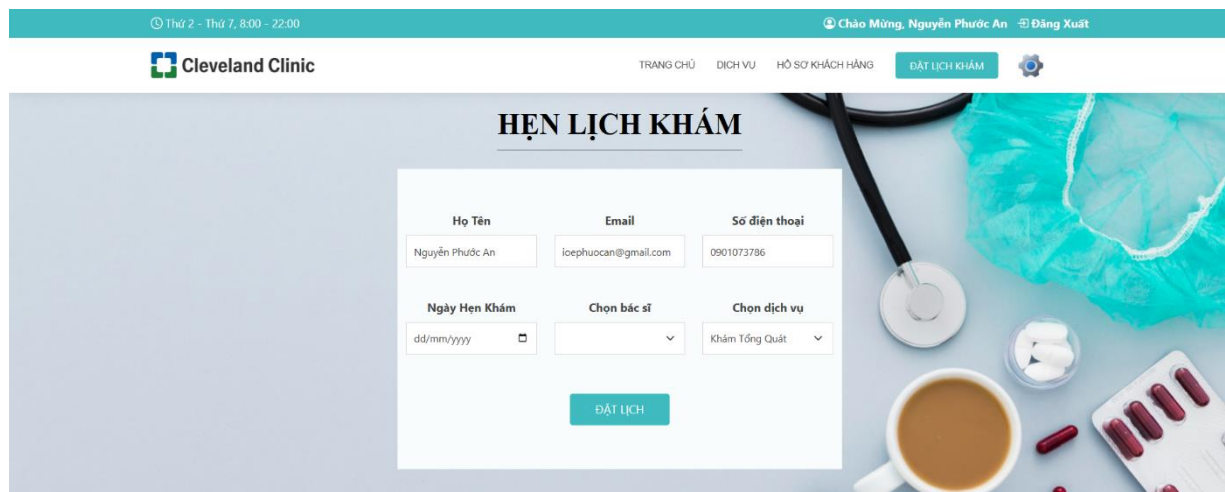 Thứ 2 - Thứ 7, 8:00 - 22:00
Chào Mừng, Nguyễn Phước An Đăng Xuất
Cleveland Clinic
TRANG CHỦ DỊCH VỤ HỒ SƠ KHÁCH HÀNG ĐẶT LỊCH KHÁM
HẸN LỊCH KHÁM
Họ Tên Email Số điện thoại
Nguyễn Phước An ioephuocan@gmail.com 0901073786
Ngày Hẹn Khám Chọn bác sĩ Chọn dịch vụ
dd/mm/yyyy Khám Tổng Quát
ĐẶT LỊCH